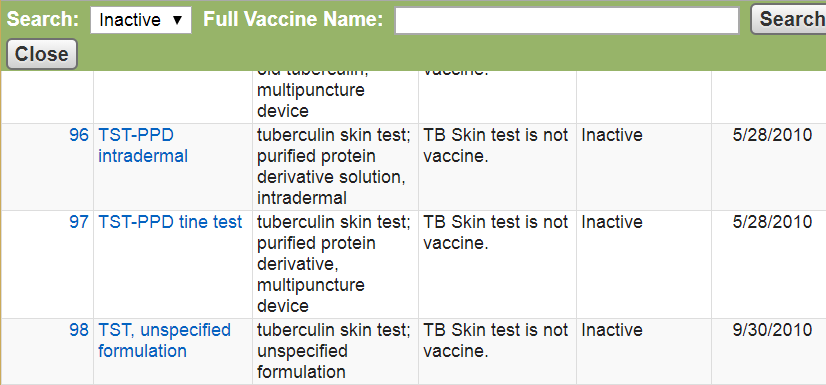 Search: Inactive ▼ Full Vaccine Name: Search
Close
old tuberculin, vaccine.
multipuncture
device
96 TST-PPD tuberculin skin test; TB Skin test is not Inactive 5/28/2010
intradermal purified protein vaccine.
derivative solution,
intradermal
97 TST-PPD tine test tuberculin skin test; TB Skin test is not Inactive 5/28/2010
purified protein vaccine.
derivative,
multipuncture
device
98 TST, unspecified tuberculin skin test; TB Skin test is not Inactive 9/30/2010
formulation unspecified vaccine.
formulation